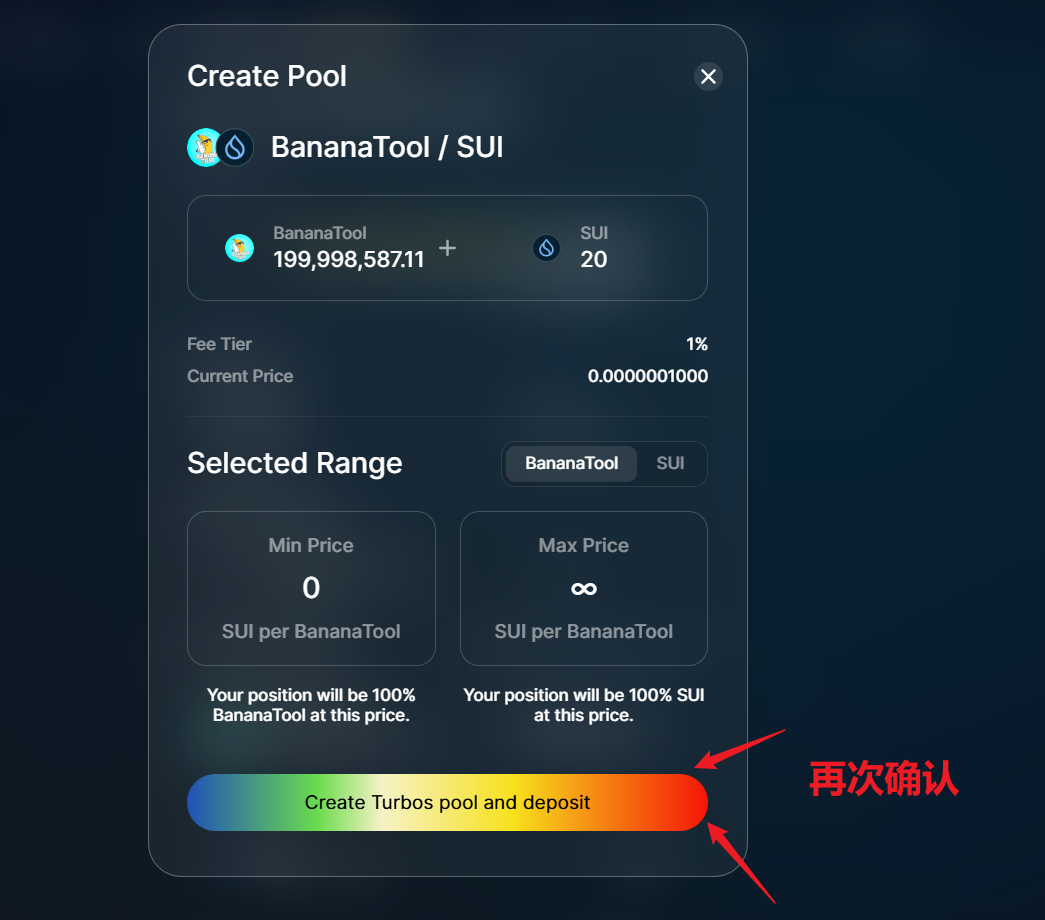 Create Pool
BananaTool / SUI
BananaTool
199,998,587.11
+
SUI
20
Fee Tier
1%
Current Price
0.0000001000
Selected Range
BananaTool
SUI
Min Price
0
SUI per BananaTool
Max Price
∞
SUI per BananaTool
Your position will be 100%
BananaTool at this price.
Your position will be 100% SUI
at this price.
Create Turbos pool and deposit
再次确认